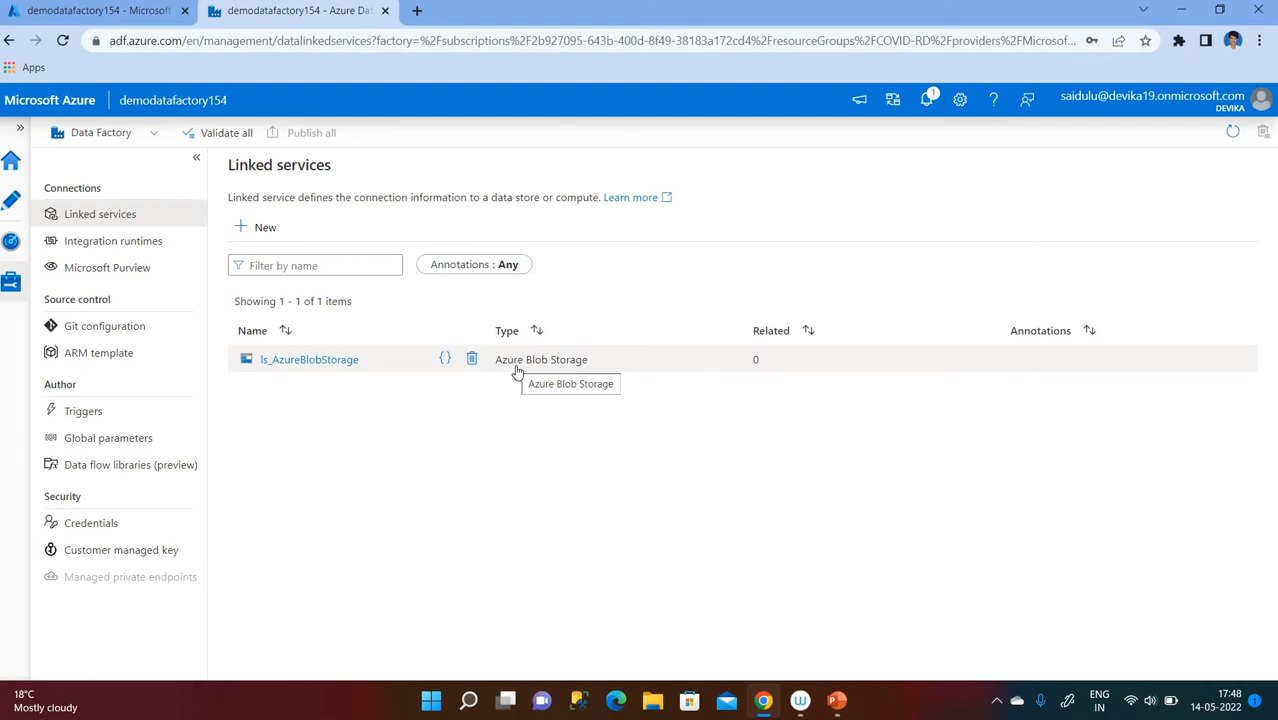 demodatafactory154 - Microsoft
demodatafactory154 - Azure Dat
adf.azure.com/en/management/datalinkedservices?factory=%2Fsubscriptions%2F2b927095-643b-400d-8f49-38183a172cd4%2FresourceGroups%2FCOVID-RD%2Fproviders%2FMicrosof...
Apps
Microsoft Azure
demodatafactory154
1
saidulu@devika19.onmicrosoft.com
DEVIKA
Data Factory
Validate all
Publish all
Connections
Linked services
Integration runtimes
Microsoft Purview
Source control
Git configuration
ARM template
Author
Triggers
Global parameters
Data flow libraries (preview)
Security
Credentials
Customer managed key
Managed private endpoints
Linked services
Linked service defines the connection information to a data store or compute. Learn more
New
Filter by name
Annotations : Any
Showing 1 - 1 of 1 items
Name
Type
Related
Annotations
ls_AzureBlobStorage
{}
Azure Blob Storage
0
Azure Blob Storage
18°C
Mostly cloudy
ENG
IN
17:48
14-05-2022
1